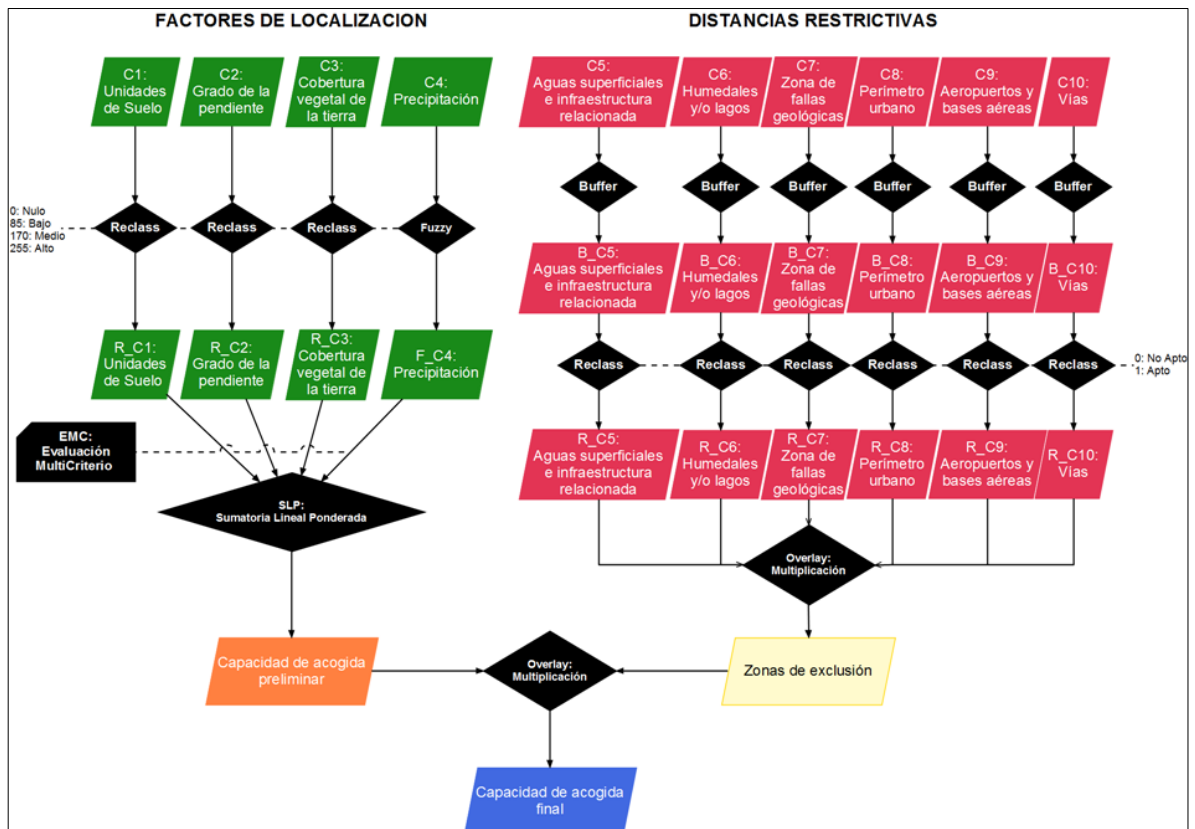 FACTORES DE LOCALIZACION
DISTANCIAS RESTRICTIVAS
C1:
Unidades
de Suelo
C2:
Grado de la
pendiente
C3:
Cobertura
vegetal de
la tierra
C4:
Precipitación
C5:
Aguas superficiales
e infraestructura
relacionada
C6:
Humedales
y/o lagos
C7:
Zona de
fallas
geológicas
C8:
Perímetro
urbano
C9:
Aeropuertos y
bases aéreas
C10:
Vías
Buffer
Buffer
Buffer
Buffer
Buffer
Buffer
0: Nulo
85: Bajo
170: Medio
255: Alto
Reclass
Reclass
Reclass
Fuzzy
B_C5:
Aguas superficiales
e infraestructura
relacionada
B_C6:
Humedales
y/o lagos
B_C7:
Zona de
fallas
geológicas
B_C8:
Perímetro
urbano
B_C9:
Aeropuertos y
bases aéreas
B_C10:
Vías
R_C1:
Unidades
de Suelo
R_C2:
Grado de la
pendiente
R_C3:
Cobertura
vegetal de
la tierra
F_C4:
Precipitación
Reclass
Reclass
Reclass
Reclass
Reclass
Reclass
0: No Apto
1: Apto
EMC:
Evaluación
MultiCriterio
R_C5:
Aguas superficiales
e infraestructura
relacionada
R_C6:
Humedales
y/o lagos
R_C7:
Zona de
fallas
geológicas
R_C8:
Perímetro
urbano
R_C9:
Aeropuertos y
bases aéreas
R_C10:
Vías
SLP:
Sumatoria Lineal Ponderada
Overlay:
Multiplicación
Capacidad de acogida
preliminar
Overlay:
Multiplicación
Zonas de exclusión
Capacidad de acogida
final